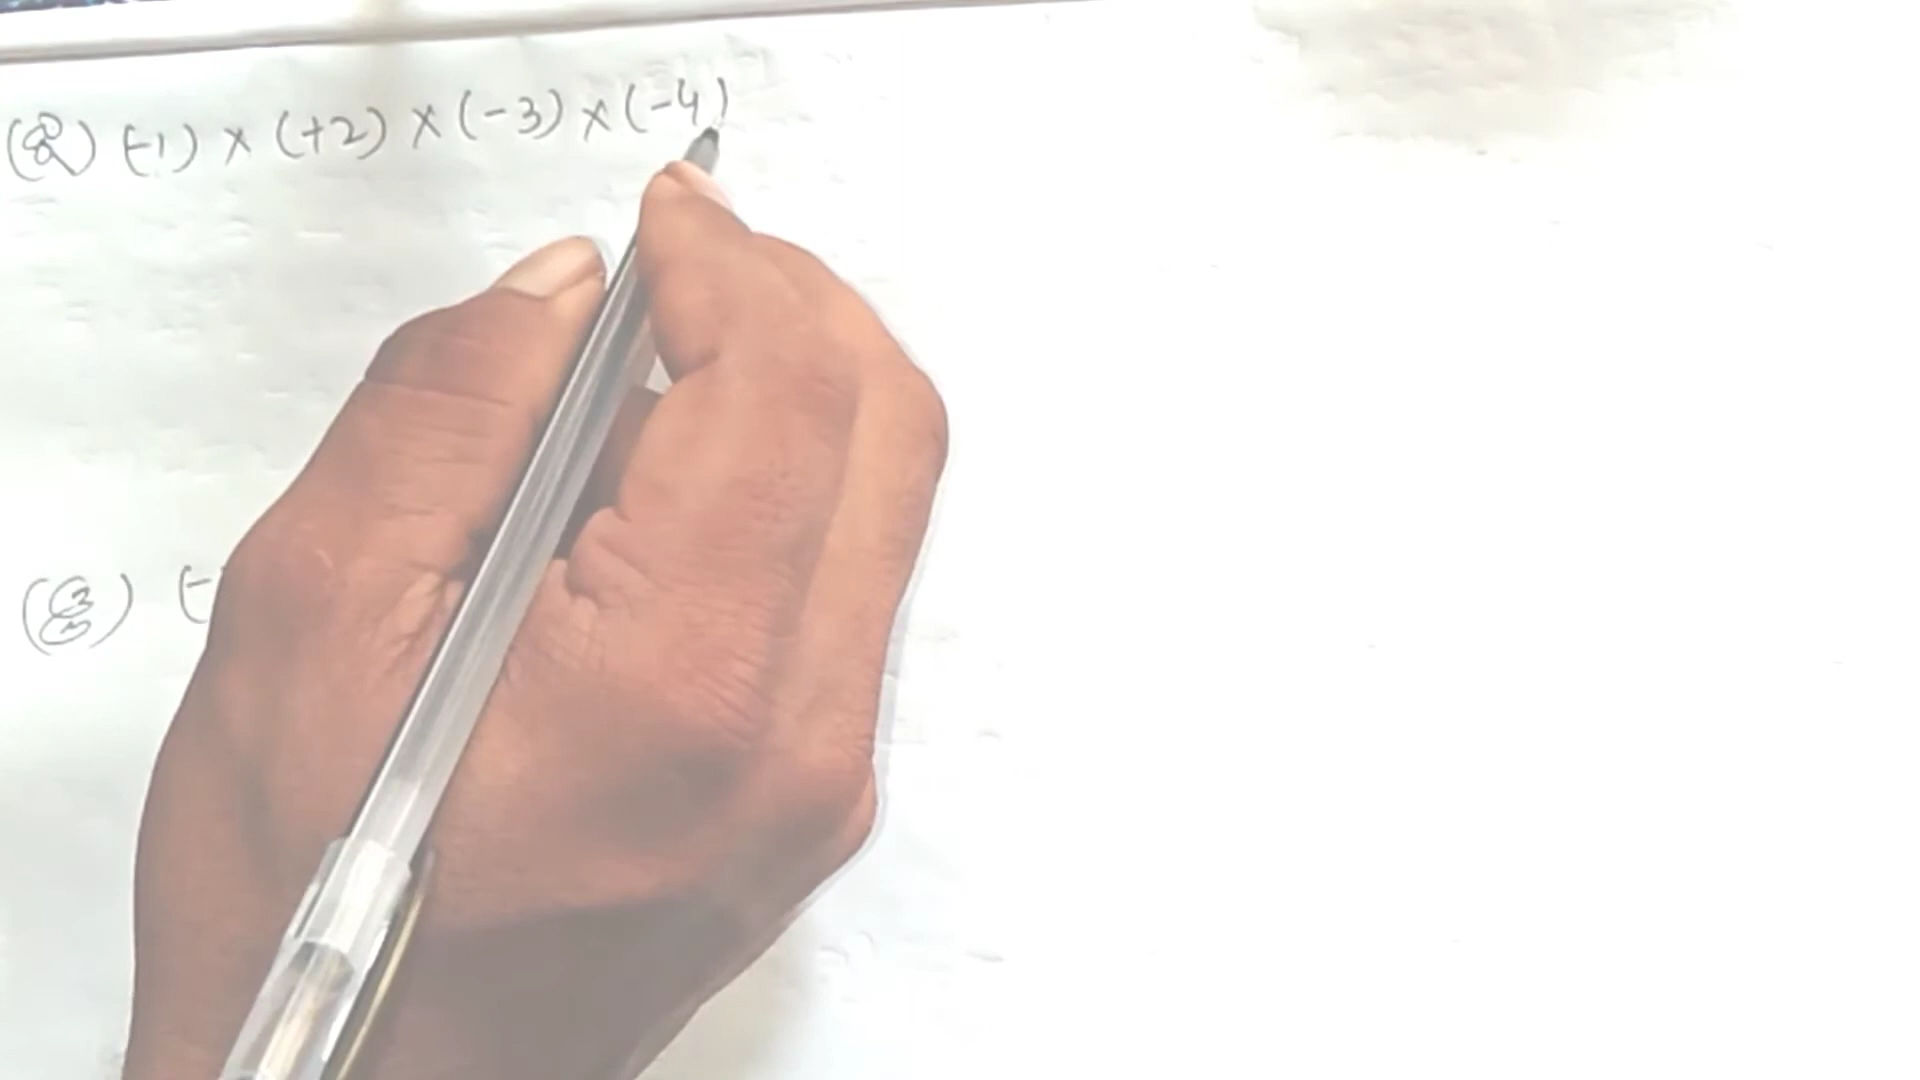 (2) (-1) × (+2) × (-3) × (-4)
(3) (-